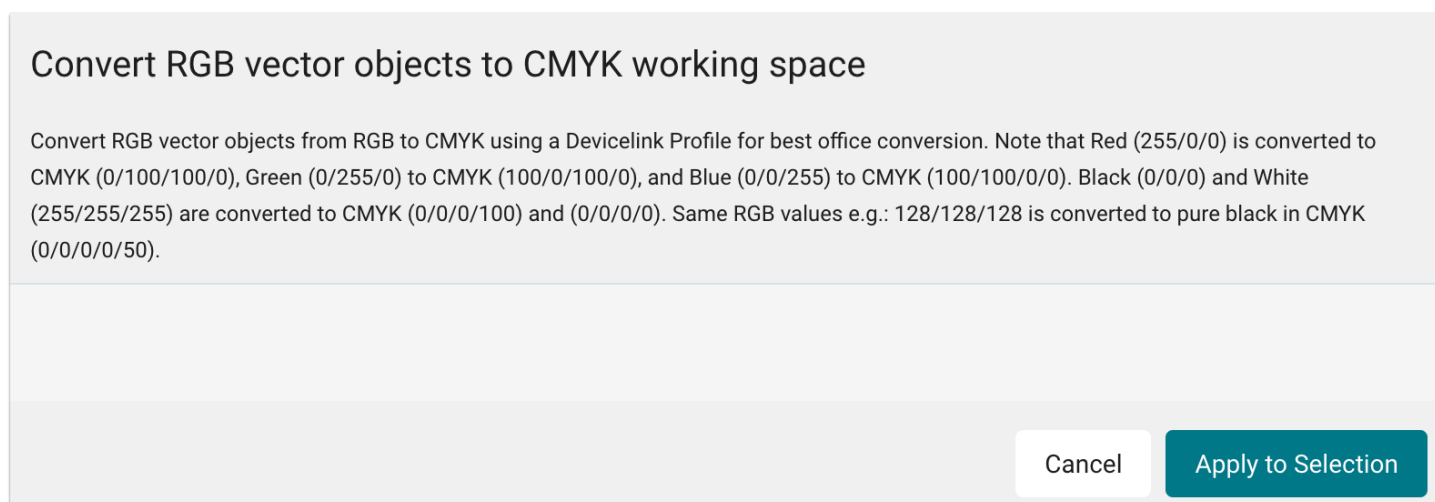 Convert RGB vector objects to CMYK working space
Convert RGB vector objects from RGB to CMYK using a Devicelink Profile for best office conversion. Note that Red (255/0/0) is converted to
CMYK (0/100/100/0), Green (0/255/0) to CMYK (100/0/100/0), and Blue (0/0/255) to CMYK (100/100/0/0). Black (0/0/0) and White
(255/255/255) are converted to CMYK (0/0/0/100) and (0/0/0/0). Same RGB values e.g.: 128/128/128 is converted to pure black in CMYK
(0/0/0/0/50).
Cancel
Apply to Selection